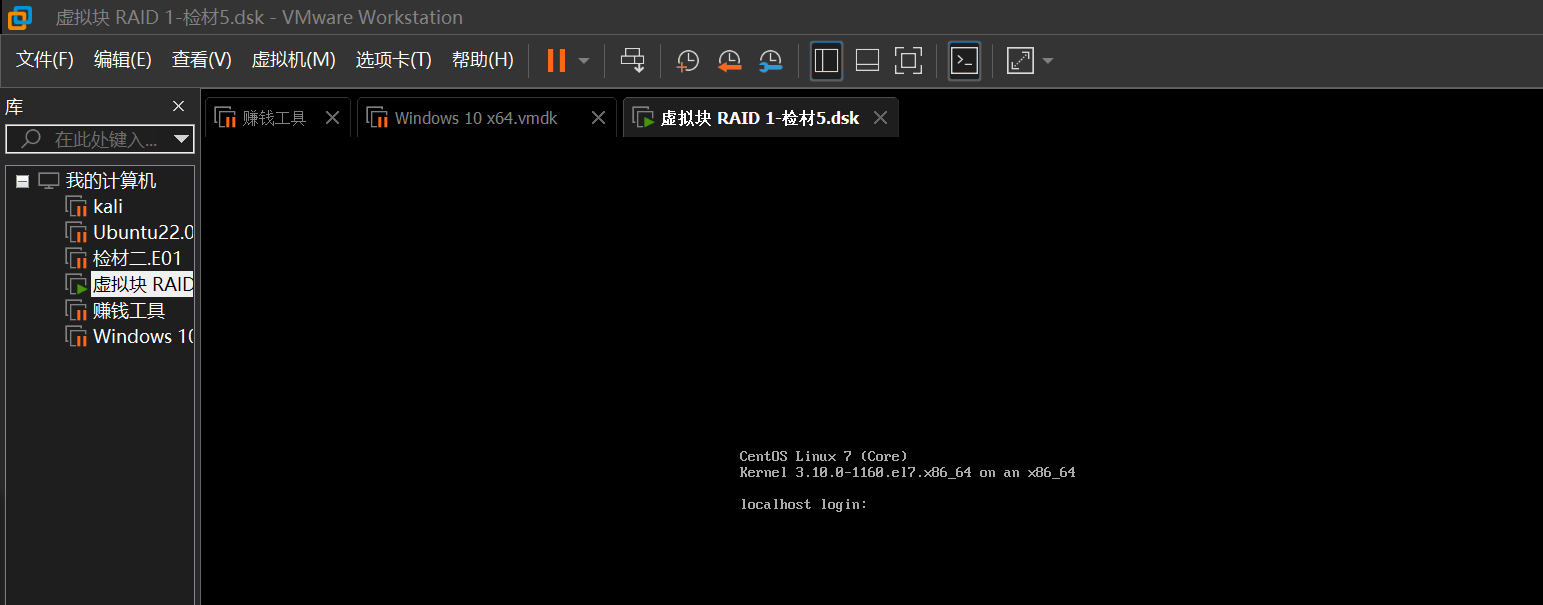 虚拟块 RAID 1-检材5.dsk - VMware Workstation
文件(F) 编辑(E) 查看(V) 虚拟机(M) 选项卡(T) 帮助(H)
库
在此处键入...
我的计算机
kali
Ubuntu22.0
检材二.E01
虚拟块 RAID
赚钱工具
Windows 10
赚钱工具 Windows 10 x64.vmdk 虚拟块 RAID 1-检材5.dsk
CentOS Linux 7 (Core)
Kernel 3.10.0-1160.el7.x86_64 on an x86_64
localhost login: